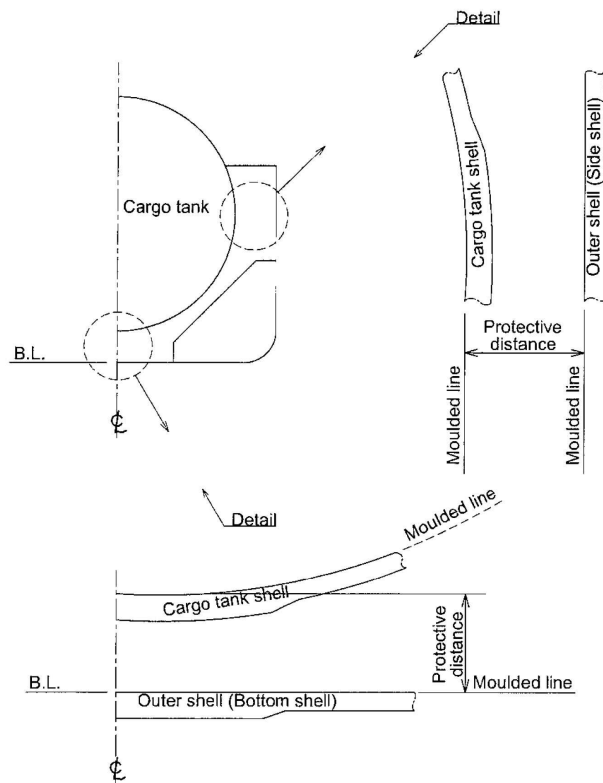 Detail
Cargo tank
Cargo tank shell
Outer shell (Side shell)
B.L.
℄
Protective
distance
Moulded line
Moulded line
Detail
Moulded line
Cargo tank shell
Protective
distance
B.L.
Outer shell (Bottom shell)
Moulded line
℄